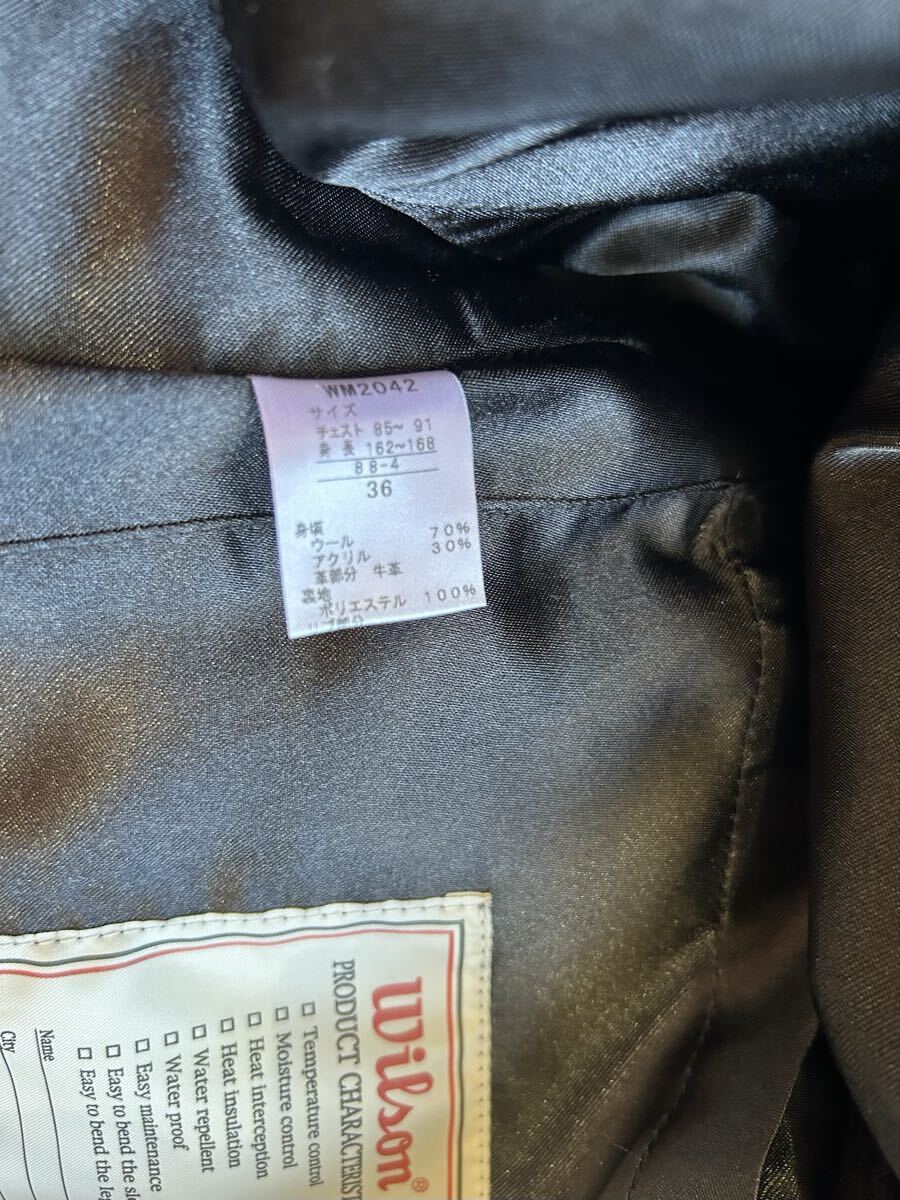 WM2042
サイズ
チェスト 85~ 91
身 長 162~168
88-4
36
身頃
ウール 70%
アクリル 30%
革部分 牛革
裏地
ポリエステル 100%
Wilson®
PRODUCT CHARACTERIST
□ Temperature control
□ Moisture control
□ Heat interception
□ Heat insulation
□ Water repellent
□ Water proof
□ Easy maintenance
□ Easy to bend the
□ Easy to bend the
Name
City